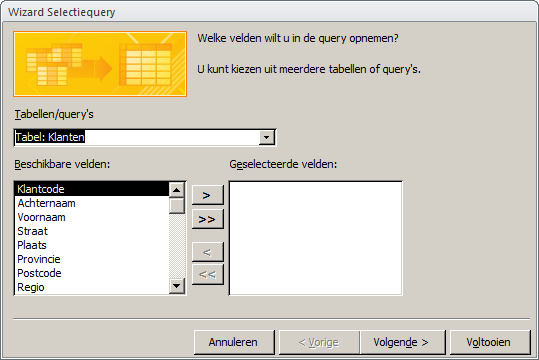 Wizard Selectiequery
Welke velden wilt u in de query opnemen?
U kunt kiezen uit meerdere tabellen of query's.
Tabellen/query's
Tabel: Klanten
Beschikbare velden:
Geselecteerde velden:
Klantcode
Achternaam
Voornaam
Straat
Plaats
Provincie
Postcode
Regio
>
>>
<
<<
Annuleren
< Vorige
Volgende >
Voltooien